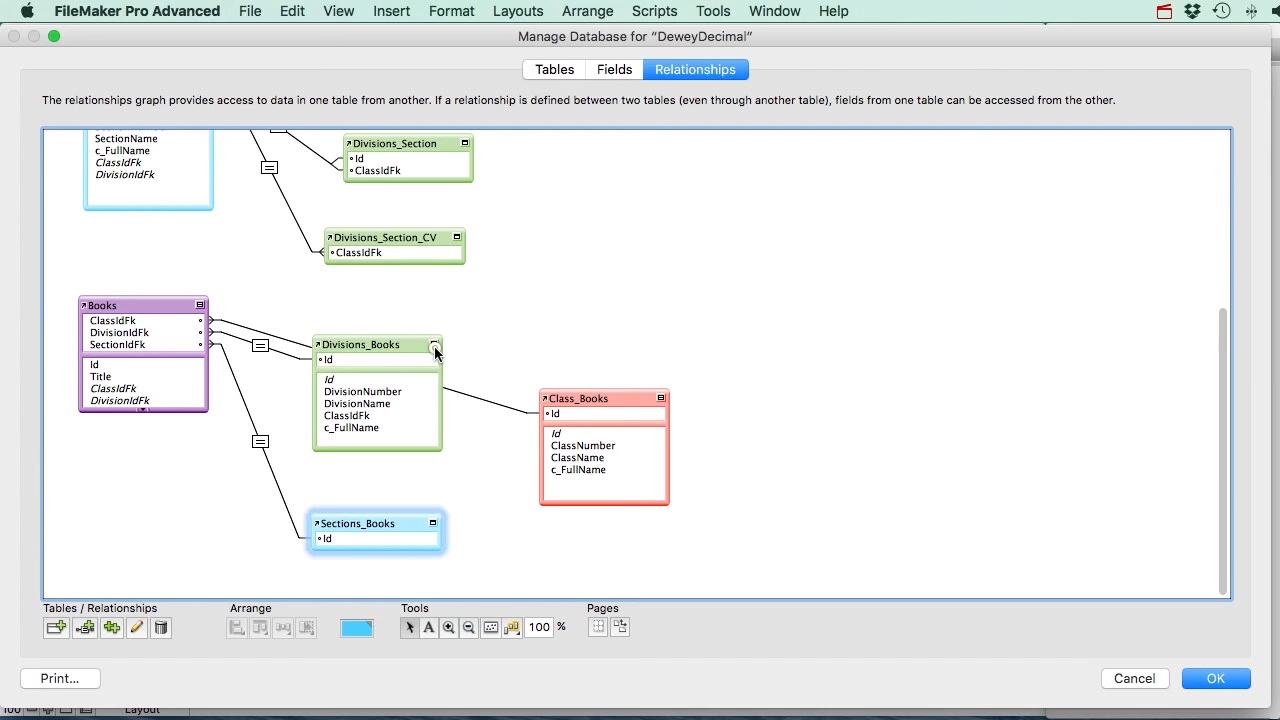 FileMaker Pro Advanced File Edit View Insert Format Layouts Arrange Scripts Tools Window Help
Manage Database for “DeweyDecimal”
Tables Fields Relationships
The relationships graph provides access to data in one table from another. If a relationship is defined between two tables (even through another table), fields from one table can be accessed from the other.
SectionName
c_FullName
ClassIdFk
DivisionIdFk
Divisions_Section
Id
ClassIdFk
Divisions_Section_CV
ClassIdFk
Books
ClassIdFk
DivisionIdFk
SectionIdFk
Id
Title
ClassIdFk
DivisionIdFk
Divisions_Books
Id
Id
DivisionNumber
DivisionName
ClassIdFk
c_FullName
Class_Books
Id
Id
ClassNumber
ClassName
c_FullName
Sections_Books
Id
Tables / Relationships Arrange Tools Pages
A 100 %
Print... Cancel OK
100 Layout